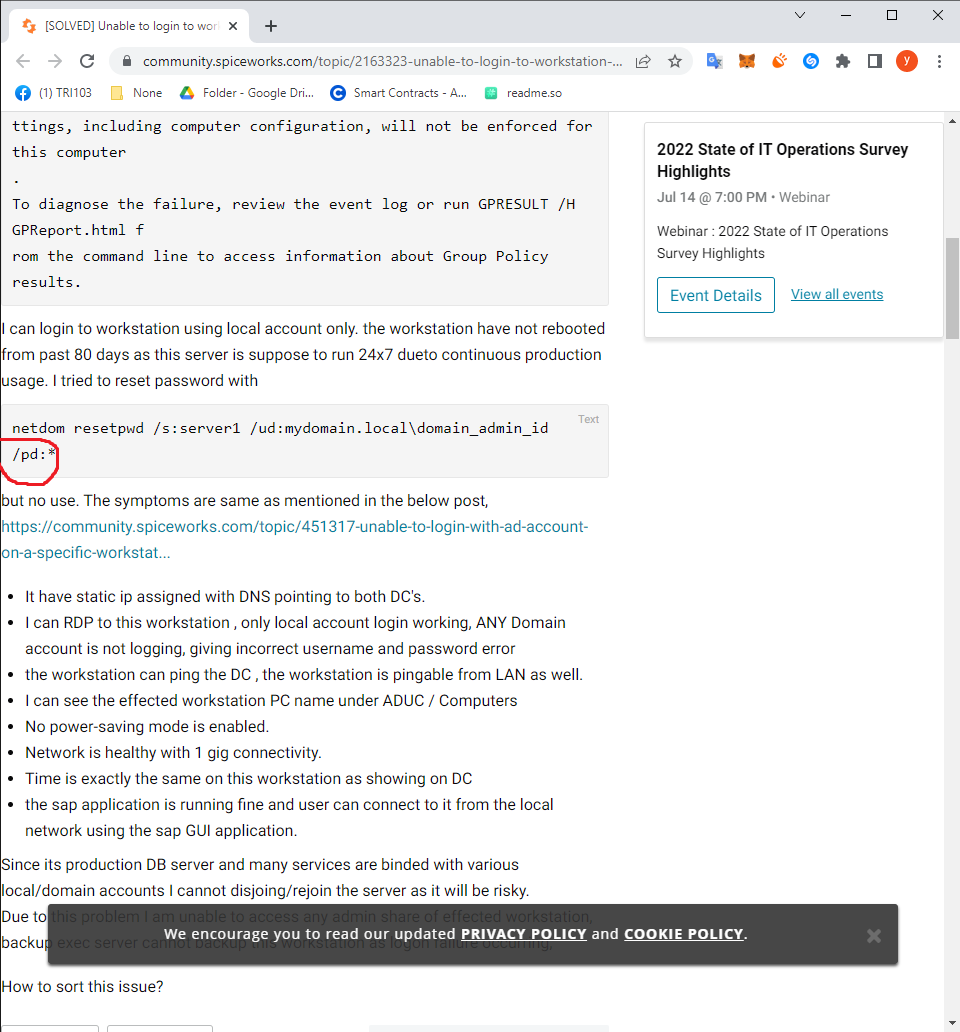 [SOLVED] Unable to login to wor
community.spiceworks.com/topic/2163323-unable-to-login-to-workstation-...
y
(1) TRI103
None
Folder - Google Dri...
Smart Contracts - A...
readme.so
ttings, including computer configuration, will not be enforced for
this computer
.
To diagnose the failure, review the event log or run GPRESULT /H
GPReport.html f
rom the command line to access information about Group Policy
results.
I can login to workstation using local account only. the workstation have not rebooted
from past 80 days as this server is suppose to run 24x7 dueto continuous production
usage. I tried to reset password with
Text
netdom resetpwd /s:server1 /ud:mydomain.local\domain_admin_id
/pd:*
but no use. The symptoms are same as mentioned in the below post,
https://community.spiceworks.com/topic/451317-unable-to-login-with-ad-account-
on-a-specific-workstat...
It have static ip assigned with DNS pointing to both DC's.
I can RDP to this workstation , only local account login working, ANY Domain
account is not logging, giving incorrect username and password error
the workstation can ping the DC , the workstation is pingable from LAN as well.
I can see the effected workstation PC name under ADUC / Computers
No power-saving mode is enabled.
Network is healthy with 1 gig connectivity.
Time is exactly the same on this workstation as showing on DC
the sap application is running fine and user can connect to it from the local
network using the sap GUI application.
Since its production DB server and many services are binded with various
local/domain accounts I cannot disjoing/rejoin the server as it will be risky.
Due to this problem I am unable to access any admin share of effected workstation,
backup exec server cannot backup this workstation as logon failure occurring,
We encourage you to read our updated PRIVACY POLICY and COOKIE POLICY.
How to sort this issue?
2022 State of IT Operations Survey
Highlights
Jul 14 @ 7:00 PM • Webinar
Webinar : 2022 State of IT Operations
Survey Highlights
Event Details
View all events